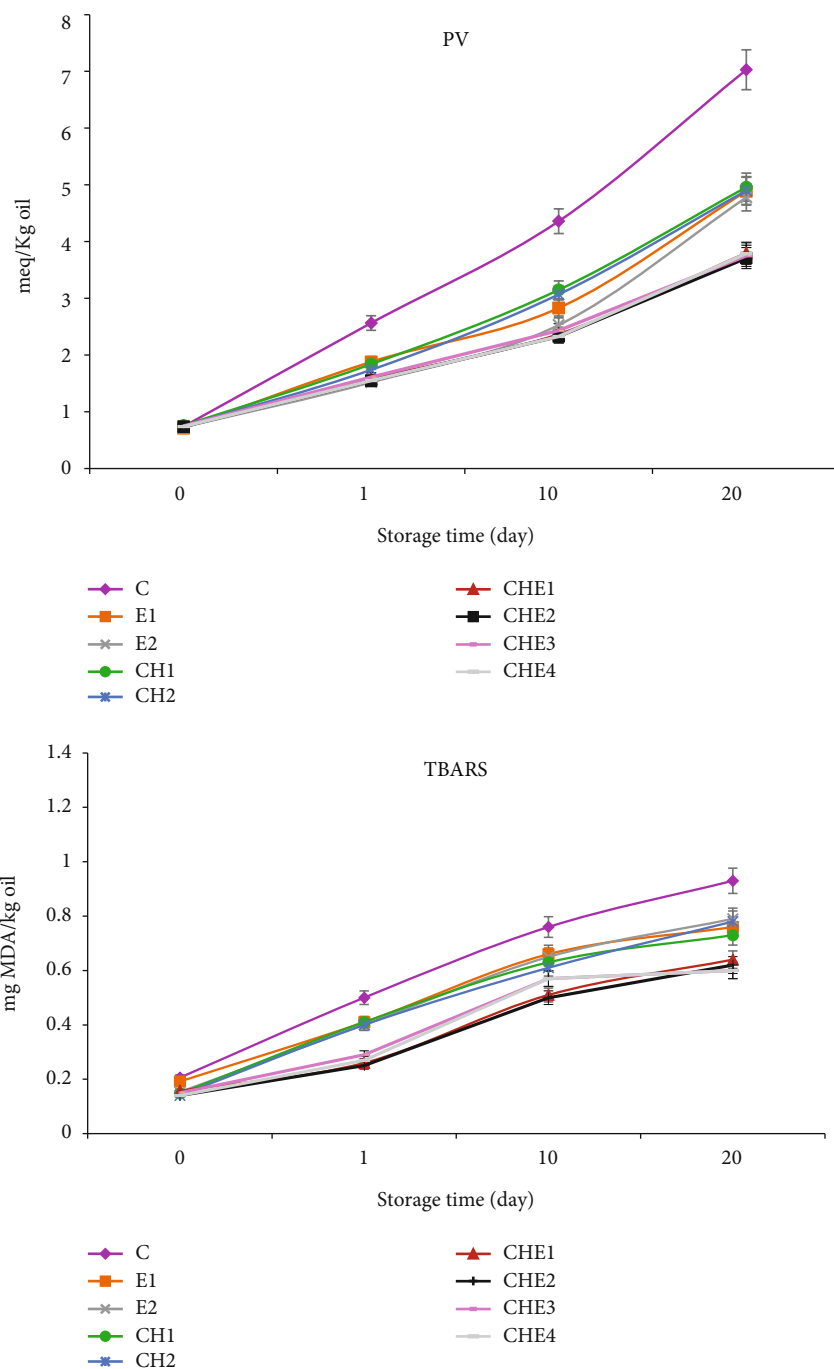 PV
8
7
6
5
4
3
2
1
0
meq/Kg oil
0 1 10 20
Storage time (day)
C
E1
E2
CH1
CH2
CHE1
CHE2
CHE3
CHE4
TBARS
1.4
1.2
1
0.8
0.6
0.4
0.2
0
mg MDA/kg oil
0 1 10 20
Storage time (day)
C
E1
E2
CH1
CH2
CHE1
CHE2
CHE3
CHE4